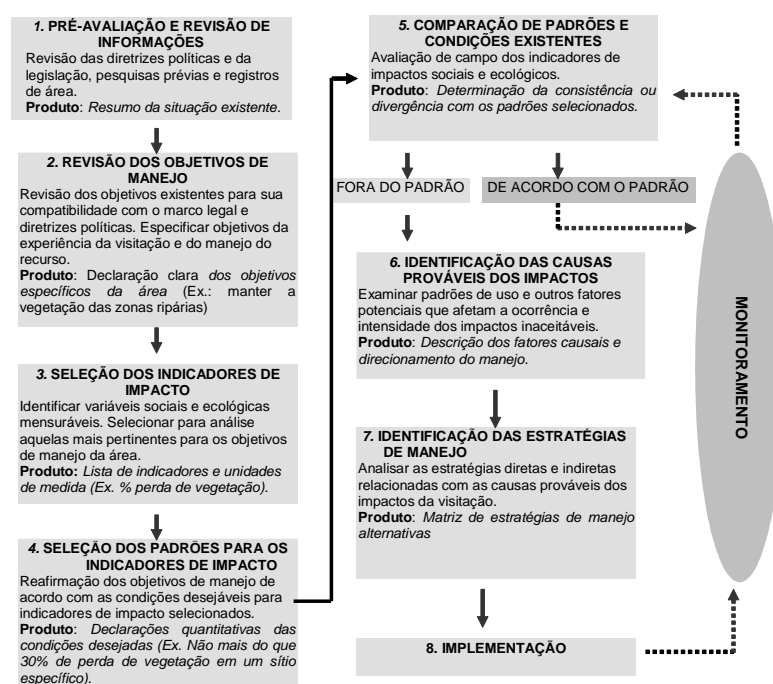 1. PRÉ-AVALIAÇÃO E REVISÃO DE
INFORMAÇÕES
Revisão das diretrizes políticas e da
legislação, pesquisas prévias e registros
de área.
Produto: Resumo da situação existente.
2. REVISÃO DOS OBJETIVOS DE
MANEJO
Revisão dos objetivos existentes para sua
compatibilidade com o marco legal e
diretrizes políticas. Especificar objetivos da
experiência da visitação e do manejo do
recurso.
Produto: Declaração clara dos objetivos
específicos da área (Ex.: manter a
vegetação das zonas ripárias)
3. SELEÇÃO DOS INDICADORES DE
IMPACTO
Identificar variáveis sociais e ecológicas
mensuráveis. Selecionar para análise
aquelas mais pertinentes para os objetivos
de manejo da área.
Produto: Lista de indicadores e unidades
de medida (Ex. % perda de vegetação).
4. SELEÇÃO DOS PADRÕES PARA OS
INDICADORES DE IMPACTO
Reafirmação dos objetivos de manejo de
acordo com as condições desejáveis para
indicadores de impacto selecionados.
Produto: Declarações quantitativas das
condições desejadas (Ex. Não mais do que
30% de perda de vegetação em um sítio
específico).
5. COMPARAÇÃO DE PADRÕES E
CONDIÇÕES EXISTENTES
Avaliação de campo dos indicadores de
impactos sociais e ecológicos.
Produto: Determinação da consistência ou
divergência com os padrões selecionados.
FORA DO PADRÃO
DE ACORDO COM O PADRÃO
6. IDENTIFICAÇÃO DAS CAUSAS
PROVÁVEIS DOS IMPACTOS
Examinar padrões de uso e outros fatores
potenciais que afetam a ocorrência e
intensidade dos impactos inaceitáveis.
Produto: Descrição dos fatores causais e
direcionamento do manejo.
7. IDENTIFICAÇÃO DAS ESTRATÉGIAS
DE MANEJO
Analisar as estratégias diretas e indiretas
relacionadas com as causas prováveis dos
impactos da visitação.
Produto: Matriz de estratégias de manejo
alternativas
8. IMPLEMENTAÇÃO
MONITORAMENTO